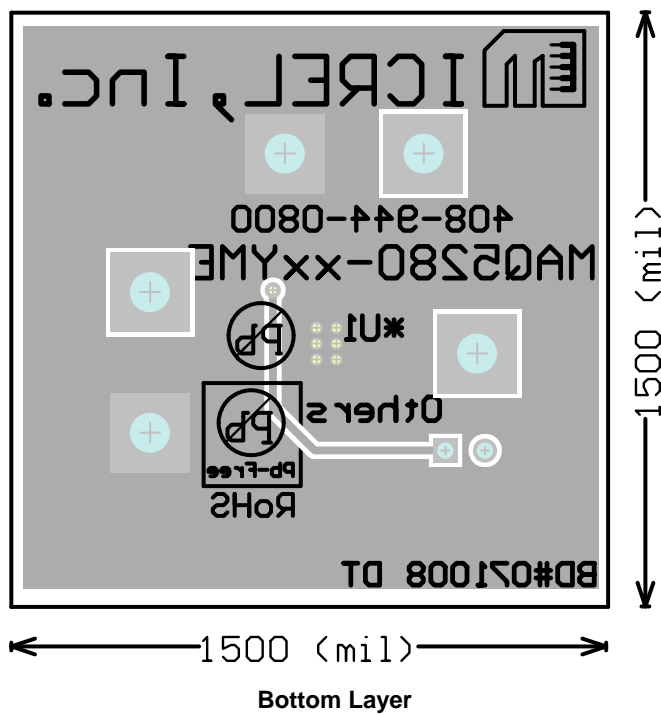 ICREL, Inc.
408-944-0800
MAQ5280-xxYME
Pb
*U1
Others
Pb
Pb-Free
RoHS
BD#071008 DT
1500 (mil)
1500 (mil)
Bottom Layer